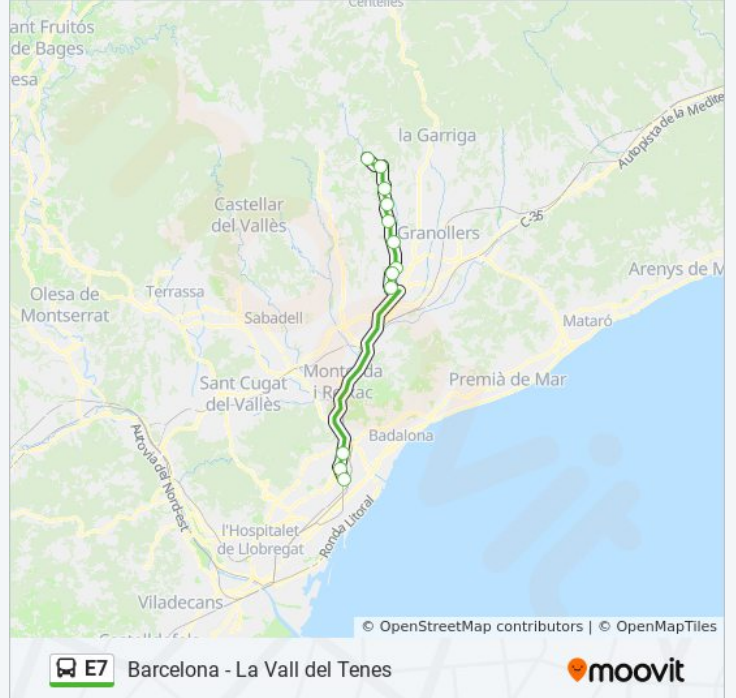 Centelles
ant Fruitós
de Bages
esa
la Garriga
Autopista de la Medite
Castellar
del Vallès
C-35
Granollers
Arenys de M
Olesa de
Montserrat
Terrassa
Sabadell
Mataró
Montcada
i Reixac
Sant Cugat
del Vallès
Premià de Mar
Badalona
Autovia del Nord-est
l'Hospitalet
de Llobregat
Ronda Litoral
Viladecans
Castelldefels
© OpenStreetMap contributors | © OpenMapTiles
E7 Barcelona - La Vall del Tenes
moovit